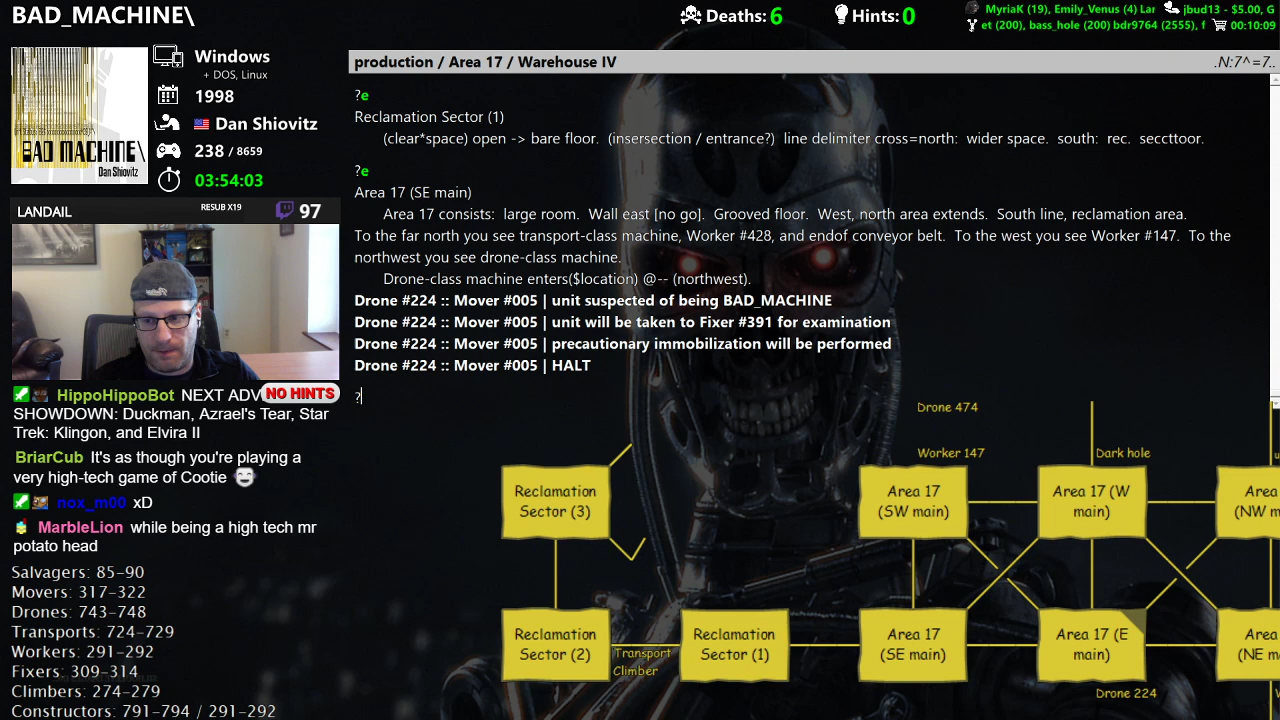 BAD_MACHINE\
Deaths: 6
Hints: 0
MyriaK (19), Emily_Venus (4) Lar
jbud13 - $5.00, G
et (200), bass_hole (200) bdr9764 (2555), f
00:10:09
BAD MACHINE\
Dan Shiovitz
Windows
+ DOS, Linux
1998
Dan Shiovitz
238 / 8659
03:54:03
LANDAIL
RESUB X19
97
production / Area 17 / Warehouse IV
.N:7^=7..
?e
Reclamation Sector (1)
(clear*space) open -> bare floor. (insersection / entrance?) line delimiter cross=north: wider space. south: rec. seccttoor.
?e
Area 17 (SE main)
Area 17 consists: large room. Wall east [no go]. Grooved floor. West, north area extends. South line, reclamation area.
To the far north you see transport-class machine, Worker #428, and endof conveyor belt. To the west you see Worker #147. To the
northwest you see drone-class machine.
Drone-class machine enters($location) @-- (northwest).
Drone #224 :: Mover #005 | unit suspected of being BAD_MACHINE
Drone #224 :: Mover #005 | unit will be taken to Fixer #391 for examination
Drone #224 :: Mover #005 | precautionary immobilization will be performed
Drone #224 :: Mover #005 | HALT
?
HippoHippoBot NEXT ADV
NO HINTS
SHOWDOWN: Duckman, Azrael's Tear, Star
Trek: Klingon, and Elvira II
BriarCub It's as though you're playing a
very high-tech game of Cootie
nox_m00 xD
MarbleLion while being a high tech mr
potato head
Salvagers: 85-90
Movers: 317-322
Drones: 743-748
Transports: 724-729
Workers: 291-292
Fixers: 309-314
Climbers: 274-279
Constructors: 791-794 / 291-292
Drone 474
Worker 147
Dark hole
Reclamation
Sector (3)
Area 17
(SW main)
Area 17 (W
main)
Area
(NW
Reclamation
Sector (2)
Transport
Climber
Reclamation
Sector (1)
Area 17
(SE main)
Area 17 (E
main)
Area
(NE m
Drone 224